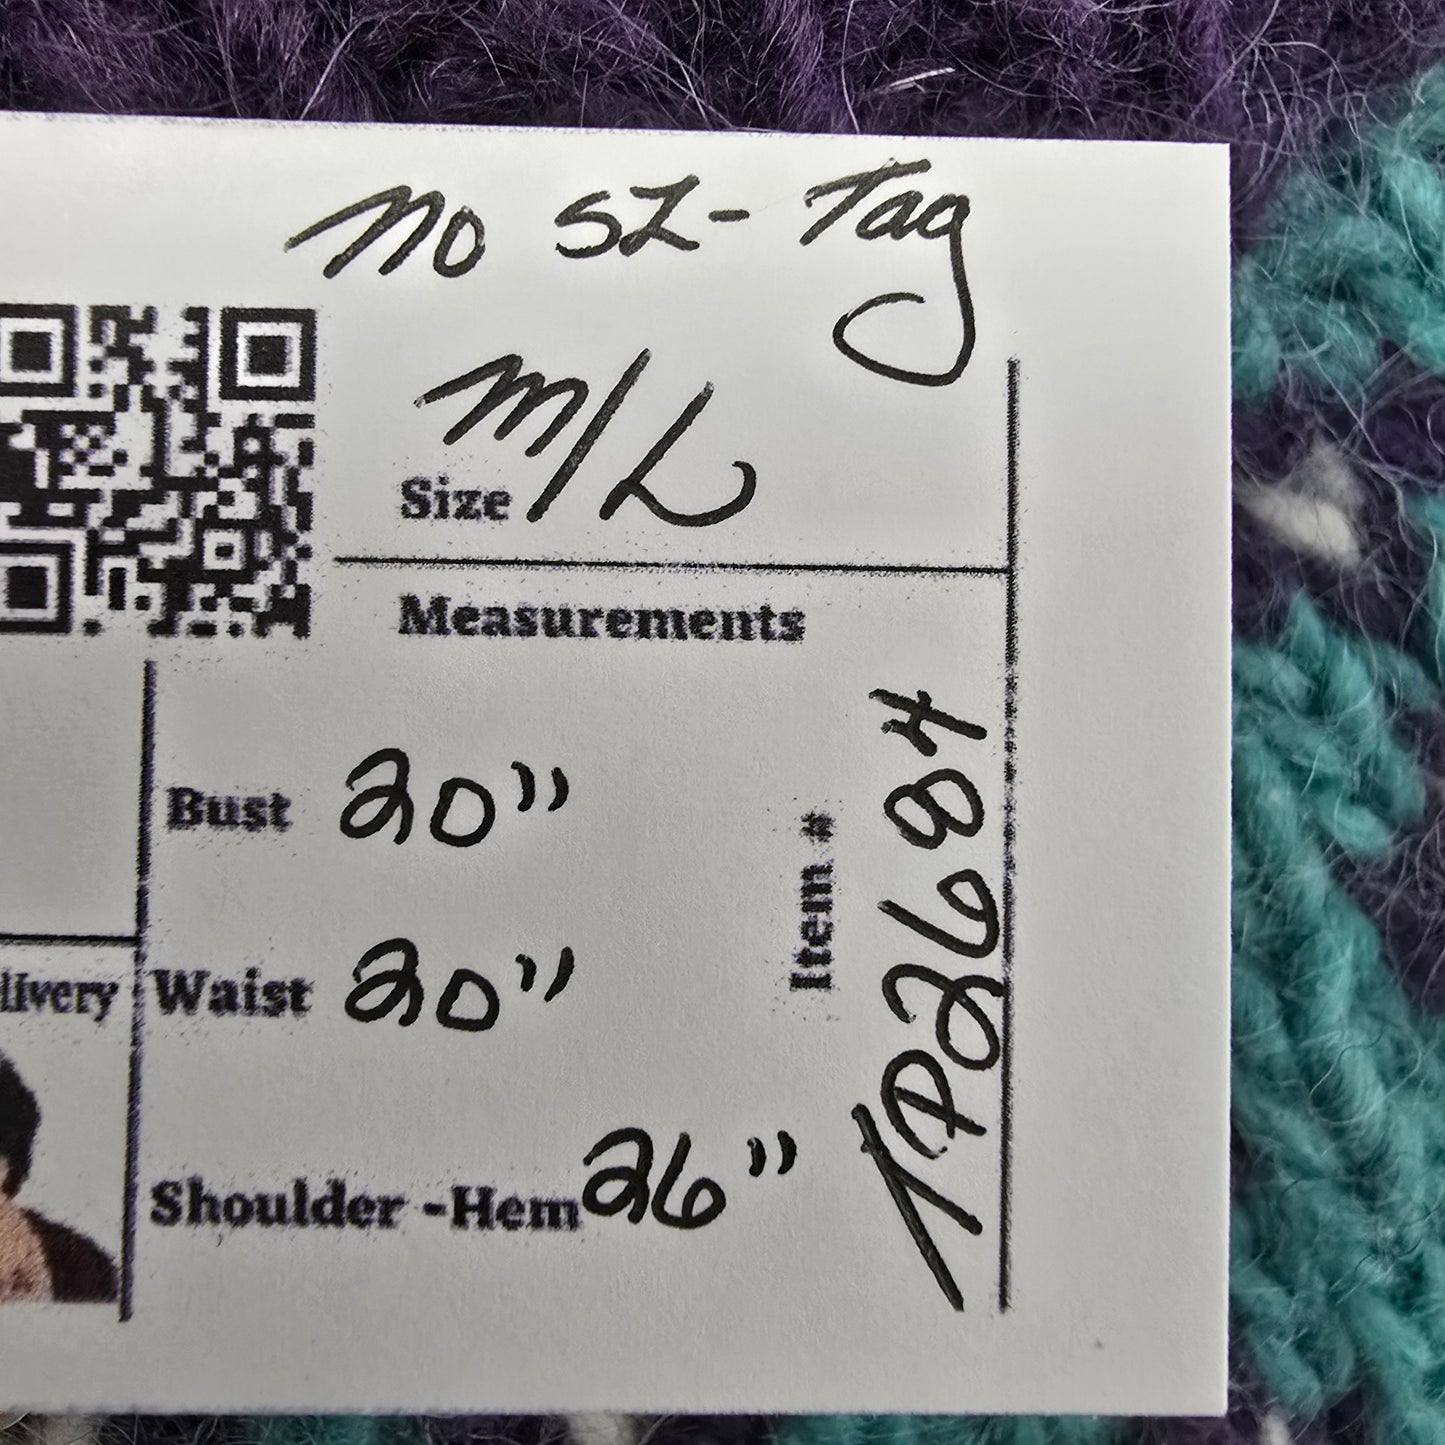 No SZ- Tag
M/L
Size
Measurements
Bust 20"
Waist 20"
Shoulder -Hem 26"
livery
Item #
TP2684